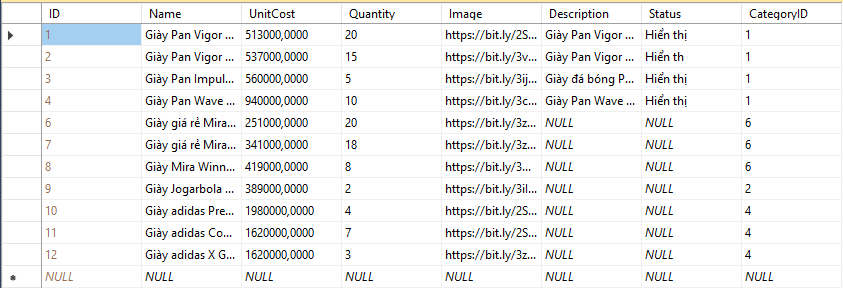 ID Name UnitCost Quantity Image Description Status CategoryID
1 Giày Pan Vigor ... 513000,0000 20 https://bit.ly/2S... Giày Pan Vigor ... Hiển thị 1
2 Giày Pan Vigor ... 537000,0000 15 https://bit.ly/3v... Giày Pan Vigor ... Hiển th 1
3 Giày Pan Impul... 560000,0000 5 https://bit.ly/3ij... Giày đá bóng P... Hiển thị 1
4 Giày Pan Wave ... 940000,0000 10 https://bit.ly/3c... Giày Pan Wave ... Hiển thị 1
6 Giày giá rẻ Mira... 251000,0000 20 https://bit.ly/3z... NULL NULL 6
7 Giày giá rẻ Mira... 341000,0000 18 https://bit.ly/3z... NULL NULL 6
8 Giày Mira Winn... 419000,0000 8 https://bit.ly/3... NULL NULL 6
9 Giày Jogarbola ... 389000,0000 2 https://bit.ly/3il... NULL NULL 2
10 Giày adidas Pre... 1980000,0000 4 https://bit.ly/2S... NULL NULL 4
11 Giày adidas Co... 1620000,0000 7 https://bit.ly/2S... NULL NULL 4
12 Giày adidas X G... 1620000,0000 3 https://bit.ly/3z... NULL NULL 4
NULL NULL NULL NULL NULL NULL NULL NULL